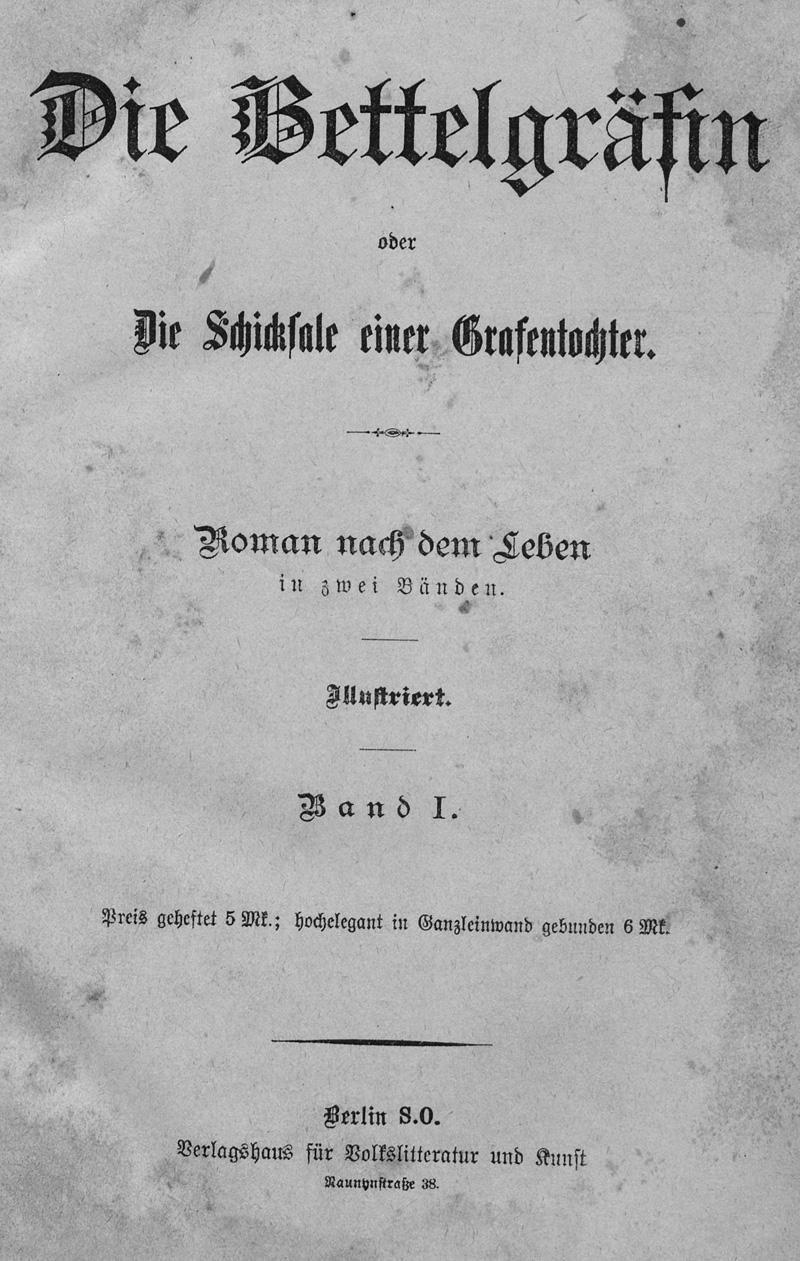 Die Bettelgräfin
oder
Die Schicksale einer Grafentochter.
Roman nach dem Leben
in zwei Bänden.
Illustriert.
Band I.
Preis geheftet 5 Mk.; hochelegant in Ganzleinwand gebunden 6 Mk.
Berlin S.O.
Verlagshaus für Volkslitteratur und Kunst
Naunynstraße 38.